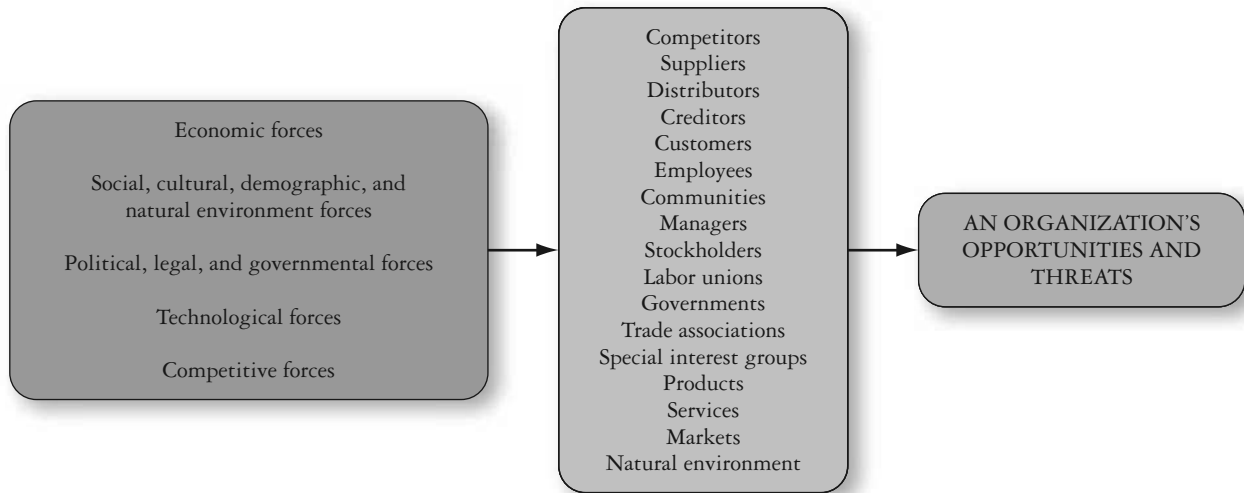 Economic forces
Social, cultural, demographic, and
natural environment forces
Political, legal, and governmental forces
Technological forces
Competitive forces
Competitors
Suppliers
Distributors
Creditors
Customers
Employees
Communities
Managers
Stockholders
Labor unions
Governments
Trade associations
Special interest groups
Products
Services
Markets
Natural environment
AN ORGANIZATION’S
OPPORTUNITIES AND
THREATS